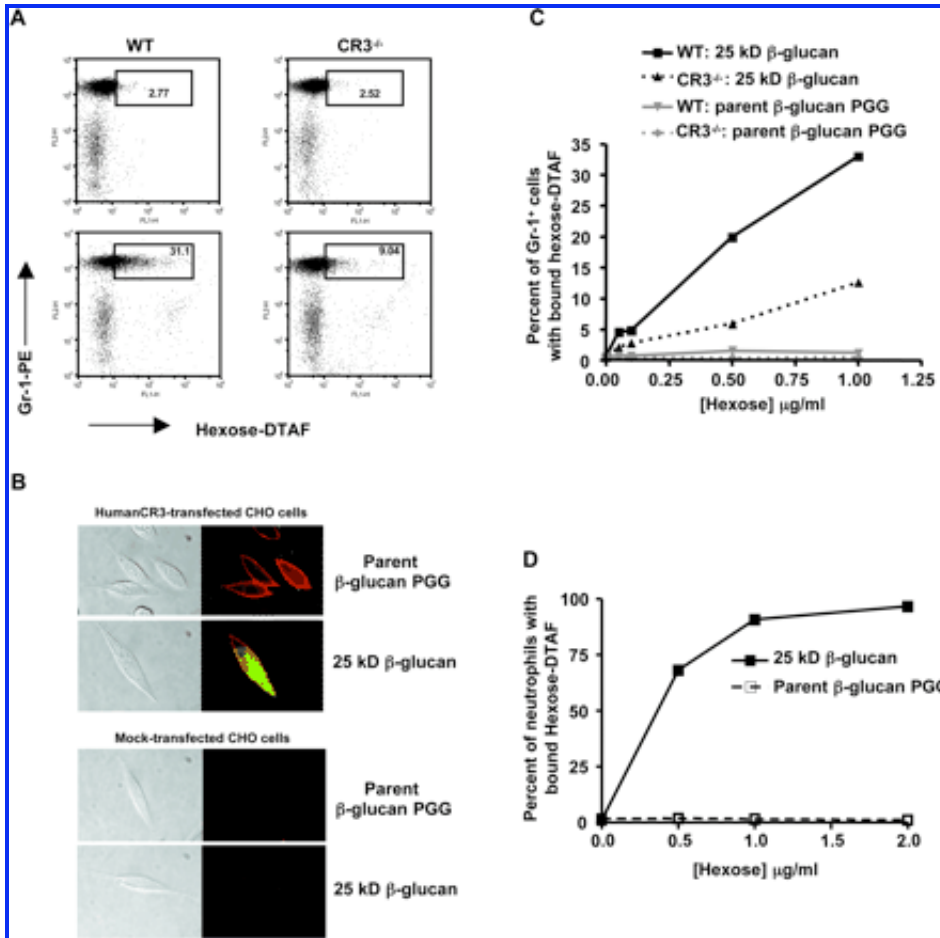 A
WT
CR3-/-
2.77
2.52
31.1
9.04
Gr-1-PE
Hexose-DTAF
B
HumanCR3-transfected CHO cells
Parent
β-glucan PGG
25 kD β-glucan
Mock-transfected CHO cells
Parent
β-glucan PGG
25 kD β-glucan
C
WT: 25 kD β-glucan
CR3-/-: 25 kD β-glucan
WT: parent β-glucan PGG
CR3-/-: parent β-glucan PGG
Percent of Gr-1+ cells
with bound hexose-DTAF
35
30
25
20
15
10
5
0
0.00 0.25 0.50 0.75 1.00 1.25
[Hexose] μg/ml
D
Percent of neutrophils with
bound Hexose-DTAF
100
75
50
25
0
25 kD β-glucan
Parent β-glucan PGG
0.0 0.5 1.0 1.5 2.0
[Hexose] μg/ml